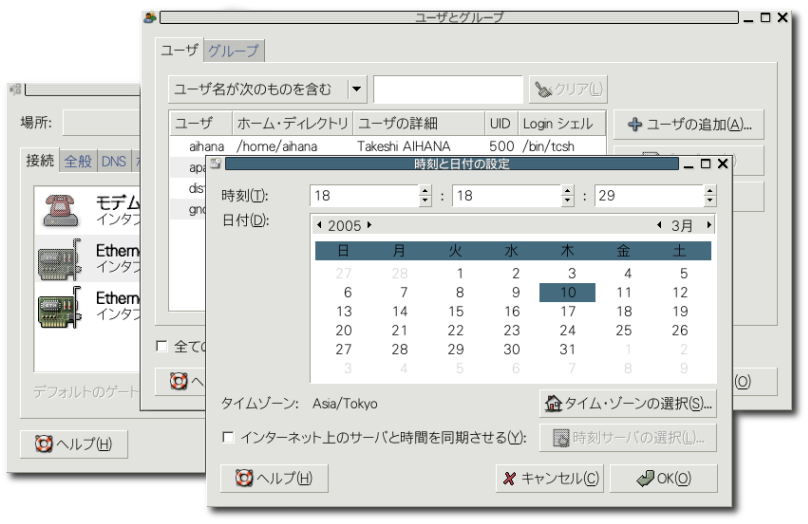 ユーザとグループ
ユーザ グループ
ユーザ名が次のものを含む クリア(L)
ユーザ ホーム・ディレクトリ ユーザの詳細 UID Login シェル
ユーザの追加(A)...
aihana /home/aihana Takeshi AIHANA 500 /bin/tcsh
場所:
接続 全般 DNS
モデム
インタフ
Ethern
インタフ
Ethern
インタフ
デフォルトのゲート
ヘルプ(H)
全ての
ヘ
(O)
時刻と日付の設定
時刻(T): 18 : 18 : 29
日付(D):
2005 3月
日 月 火 水 木 金 土
27 28 1 2 3 4 5
6 7 8 9 10 11 12
13 14 15 16 17 18 19
20 21 22 23 24 25 26
27 28 29 30 31 1 2
3 4 5 6 7 8 9
タイムゾーン: Asia/Tokyo タイム・ゾーンの選択(S)...
インターネット上のサーバと時間を同期させる(Y): 時刻サーバの選択(L)...
ヘルプ(H) キャンセル(C) OK(O)